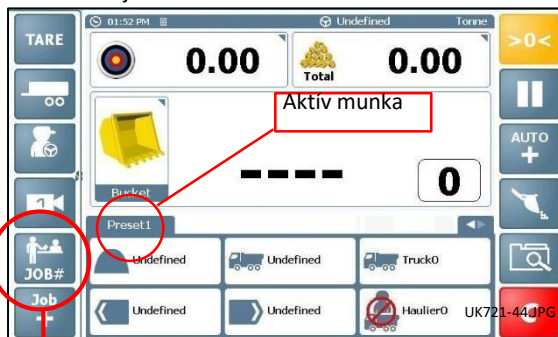 TARE
01:52 PM
Undefined
Tonne
>0<
0.00
Total
0.00
Aktív munka
AUTO
+
Bucket
----
0
1
Preset1
JOB#
Undefined
Undefined
Truck0
Job
Undefined
Undefined
Haulier0
UK721-44.JPG
C